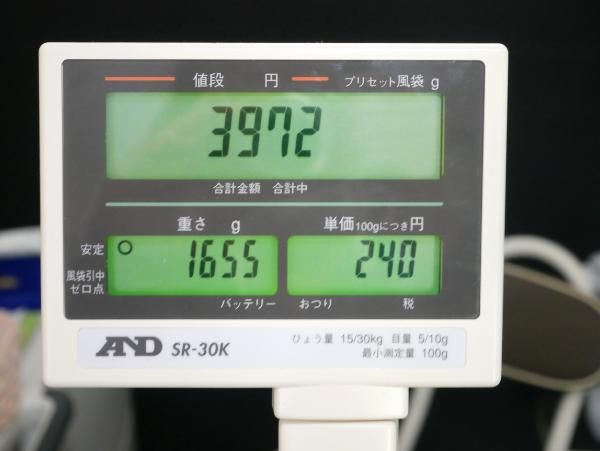 値段 円 プリセット風袋 g
3972
合計金額 合計中
重さ g 単価100gにつき円
安定 1655 240
風袋引中
ゼロ点
バッテリー おつり 税
AND SR-30K ひょう量 15/30kg 目量 5/10g
最小測定量 100g